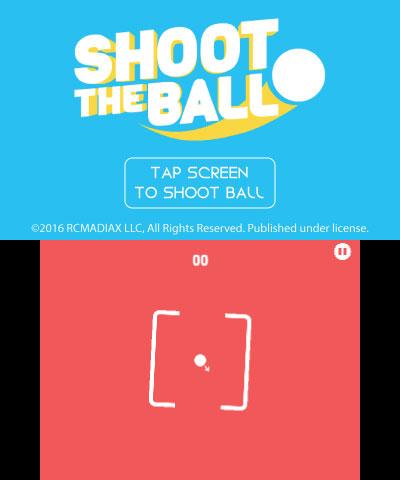 SHOOT
THE BALL
TAP SCREEN
TO SHOOT BALL
©2016 RCMADIAX LLC, All Rights Reserved. Published under license.
00